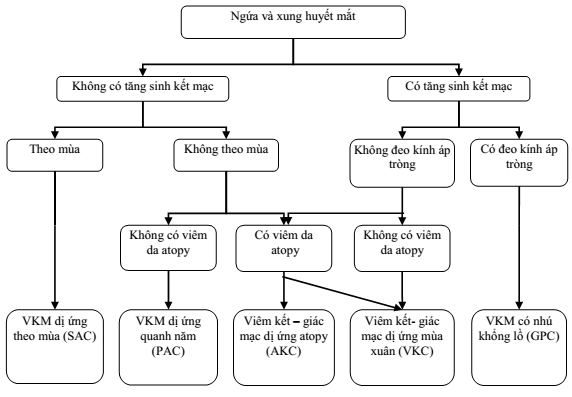 Ngứa và xung huyết mắt
Không có tăng sinh kết mạc
Có tăng sinh kết mạc
Theo mùa
Không theo mùa
Không đeo kính áp
tròng
Có đeo kính áp
tròng
Không có viêm
da atopy
Có viêm da
atopy
Không có viêm
da atopy
VKM dị ứng
theo mùa (SAC)
VKM dị ứng
quanh năm
(PAC)
Viêm kết – giác
mạc dị ứng atopy
(AKC)
Viêm kết- giác
mạc dị ứng mùa
xuân (VKC)
VKM có nhú
khổng lồ (GPC)